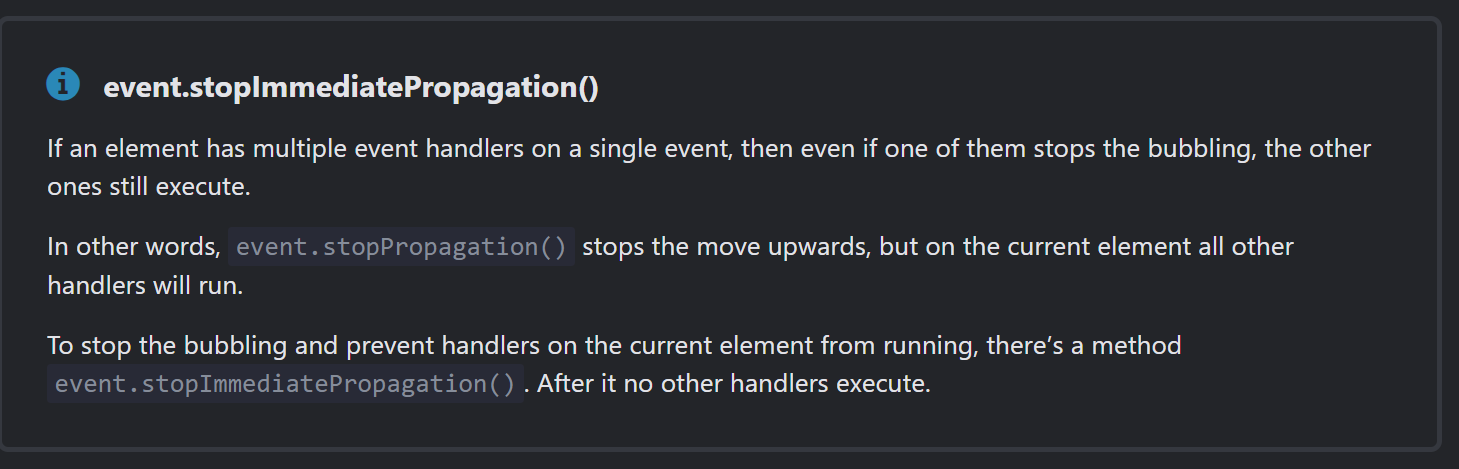 event.stopImmediatePropagation()
If an element has multiple event handlers on a single event, then even if one of them stops the bubbling, the other
ones still execute.
In other words, event.stopPropagation() stops the move upwards, but on the current element all other
handlers will run.
To stop the bubbling and prevent handlers on the current element from running, there’s a method
event.stopImmediatePropagation(). After it no other handlers execute.